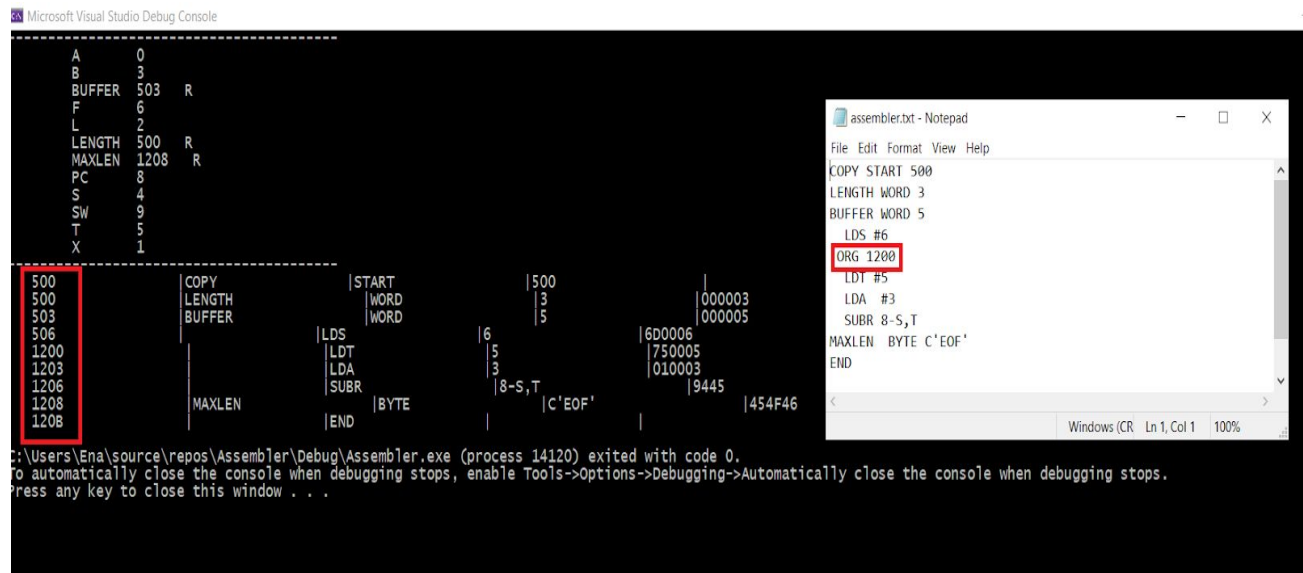 Microsoft Visual Studio Debug Console
-----------------------------------------
A 0
B 3
BUFFER 503 R
F 6
L 2
LENGTH 500 R
MAXLEN 1208 R
PC 8
S 4
SW 9
T 5
X 1
-----------------------------------------
500 |COPY |START |500 |
500 |LENGTH |WORD |3 |000003
503 |BUFFER |WORD |5 |000005
506 | |LDS |6 |6D0006
1200 | |LDT |5 |750005
1203 | |LDA |3 |010003
1206 | |SUBR |8-S,T |9445
1208 |MAXLEN |BYTE |C'EOF' |454F46
120B | |END | |
C:\Users\Ena\source\repos\Assembler\Debug\Assembler.exe (process 14120) exited with code 0.
To automatically close the console when debugging stops, enable Tools->Options->Debugging->Automatically close the console when debugging stops.
Press any key to close this window . . .
assembler.txt - Notepad
File Edit Format View Help
COPY START 500
LENGTH WORD 3
BUFFER WORD 5
LDS #6
ORG 1200
LDT #5
LDA #3
SUBR 8-S,T
MAXLEN BYTE C'EOF'
END
Windows (CR Ln 1, Col 1 100%